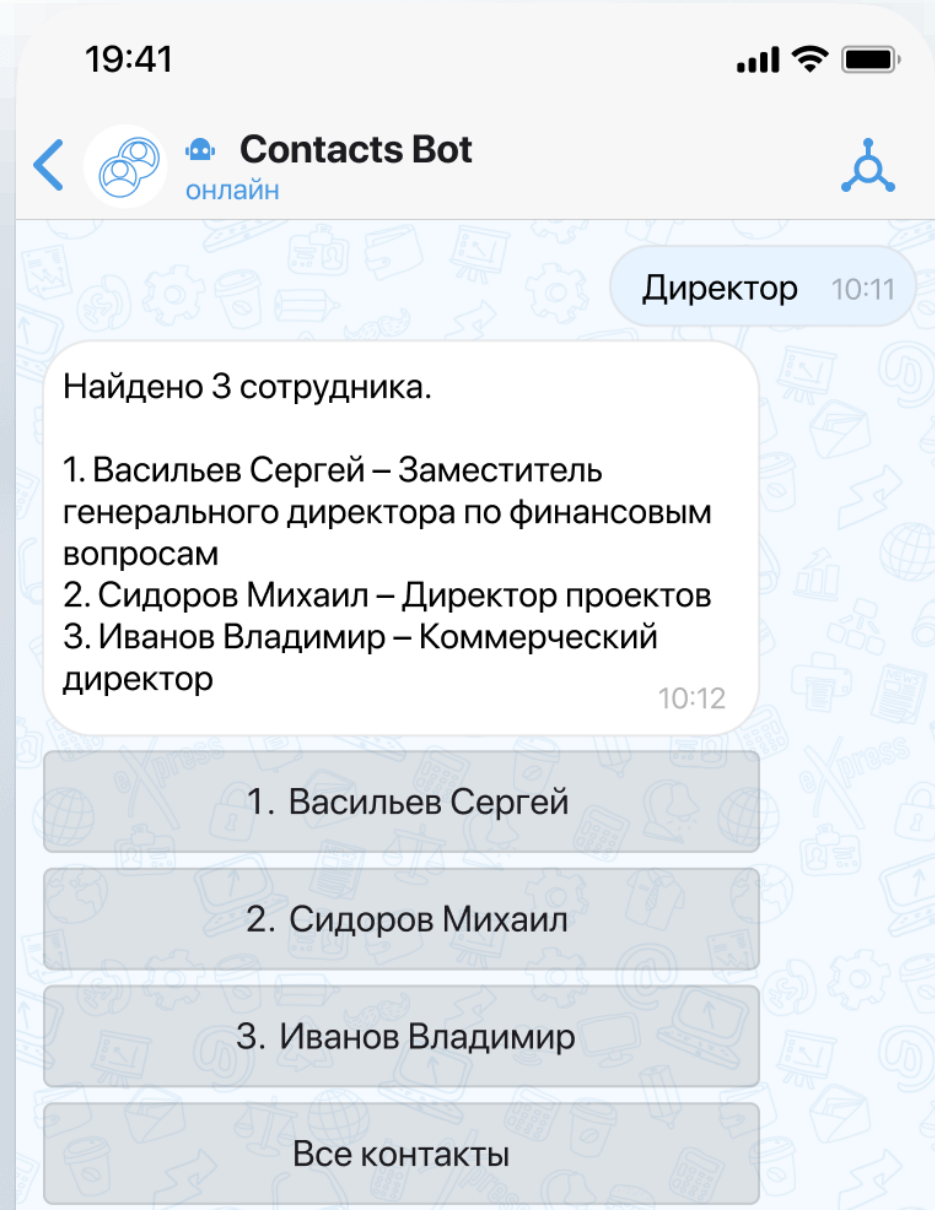 19:41
Contacts Bot
онлайн
Директор 10:11
Найдено 3 сотрудника.
1. Васильев Сергей – Заместитель
генерального директора по финансовым
вопросам
2. Сидоров Михаил – Директор проектов
3. Иванов Владимир – Коммерческий
директор
10:12
1. Васильев Сергей
2. Сидоров Михаил
3. Иванов Владимир
Все контакты